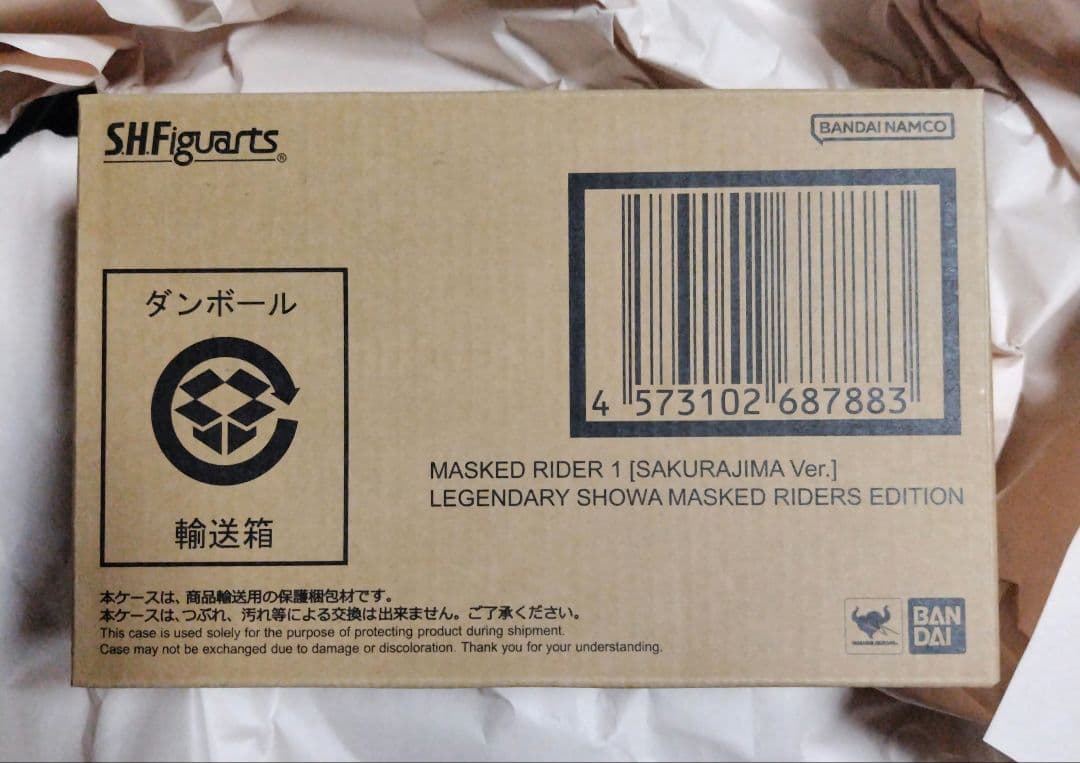 S.H.Figuarts®
BANDAI NAMCO
4 573102 687883
ダンボール
輸送箱
MASKED RIDER 1 [SAKURAJIMA Ver.]
LEGENDARY SHOWA MASKED RIDERS EDITION
本ケースは、商品輸送用の保護梱包材です。
本ケースは、つぶれ、汚れ等による交換は出来ません。ご了承ください。
This case is used solely for the purpose of protecting product during shipment.
Case may not be exchanged due to damage or discoloration. Thank you for your understanding.
BAN
DAI